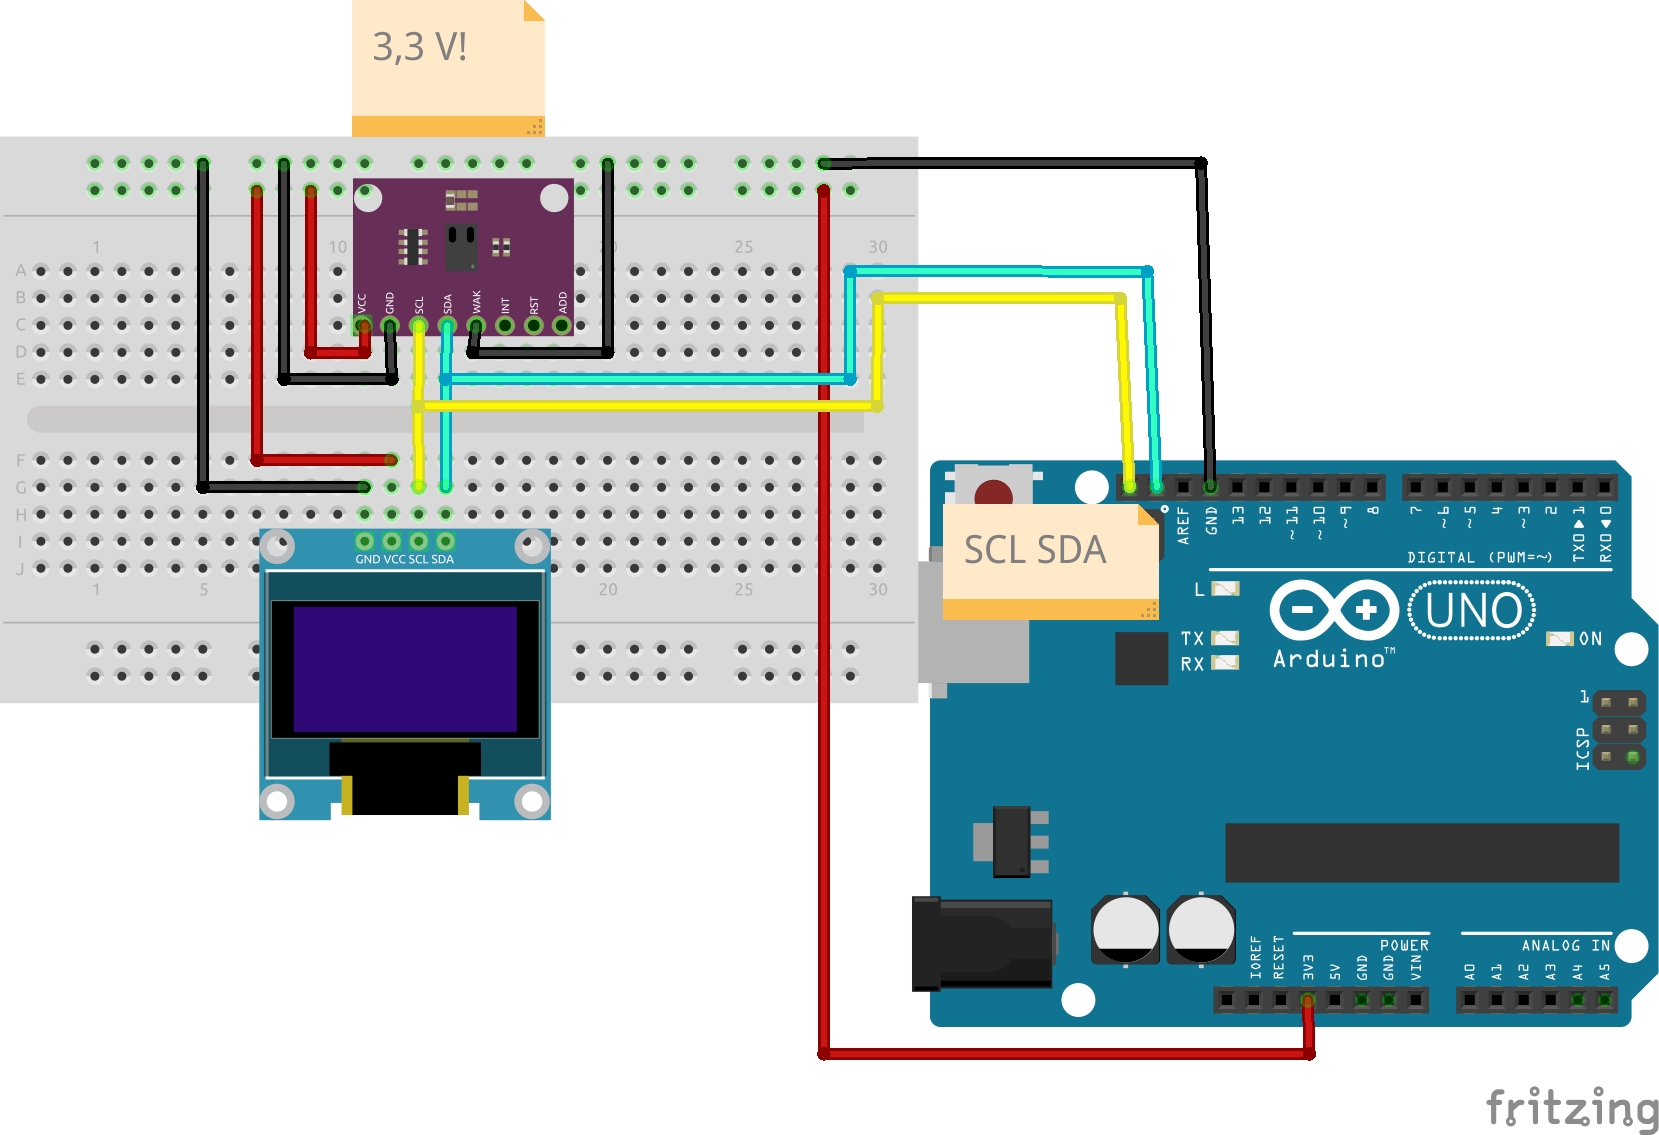 3,3 V!
1 10 20 25 30
A
B
C
D
E
VCC GND SCL SDA WAK INT RST ADD
F
G
H
I
J
1 5 20 25 30
GND VCC SCL SDA
SCL SDA
AREF GND 13 12 ~11 ~10 ~9 8 7 ~6 ~5 4 ~3 2 TX0▶1 RX0◀0
DIGITAL (PWM=~)
L
TX
RX
UNO
Arduino™
ON
1
ICSP
POWER
ANALOG IN
IOREF RESET 3V3 5V GND GND VIN A0 A1 A2 A3 A4 A5
fritzing